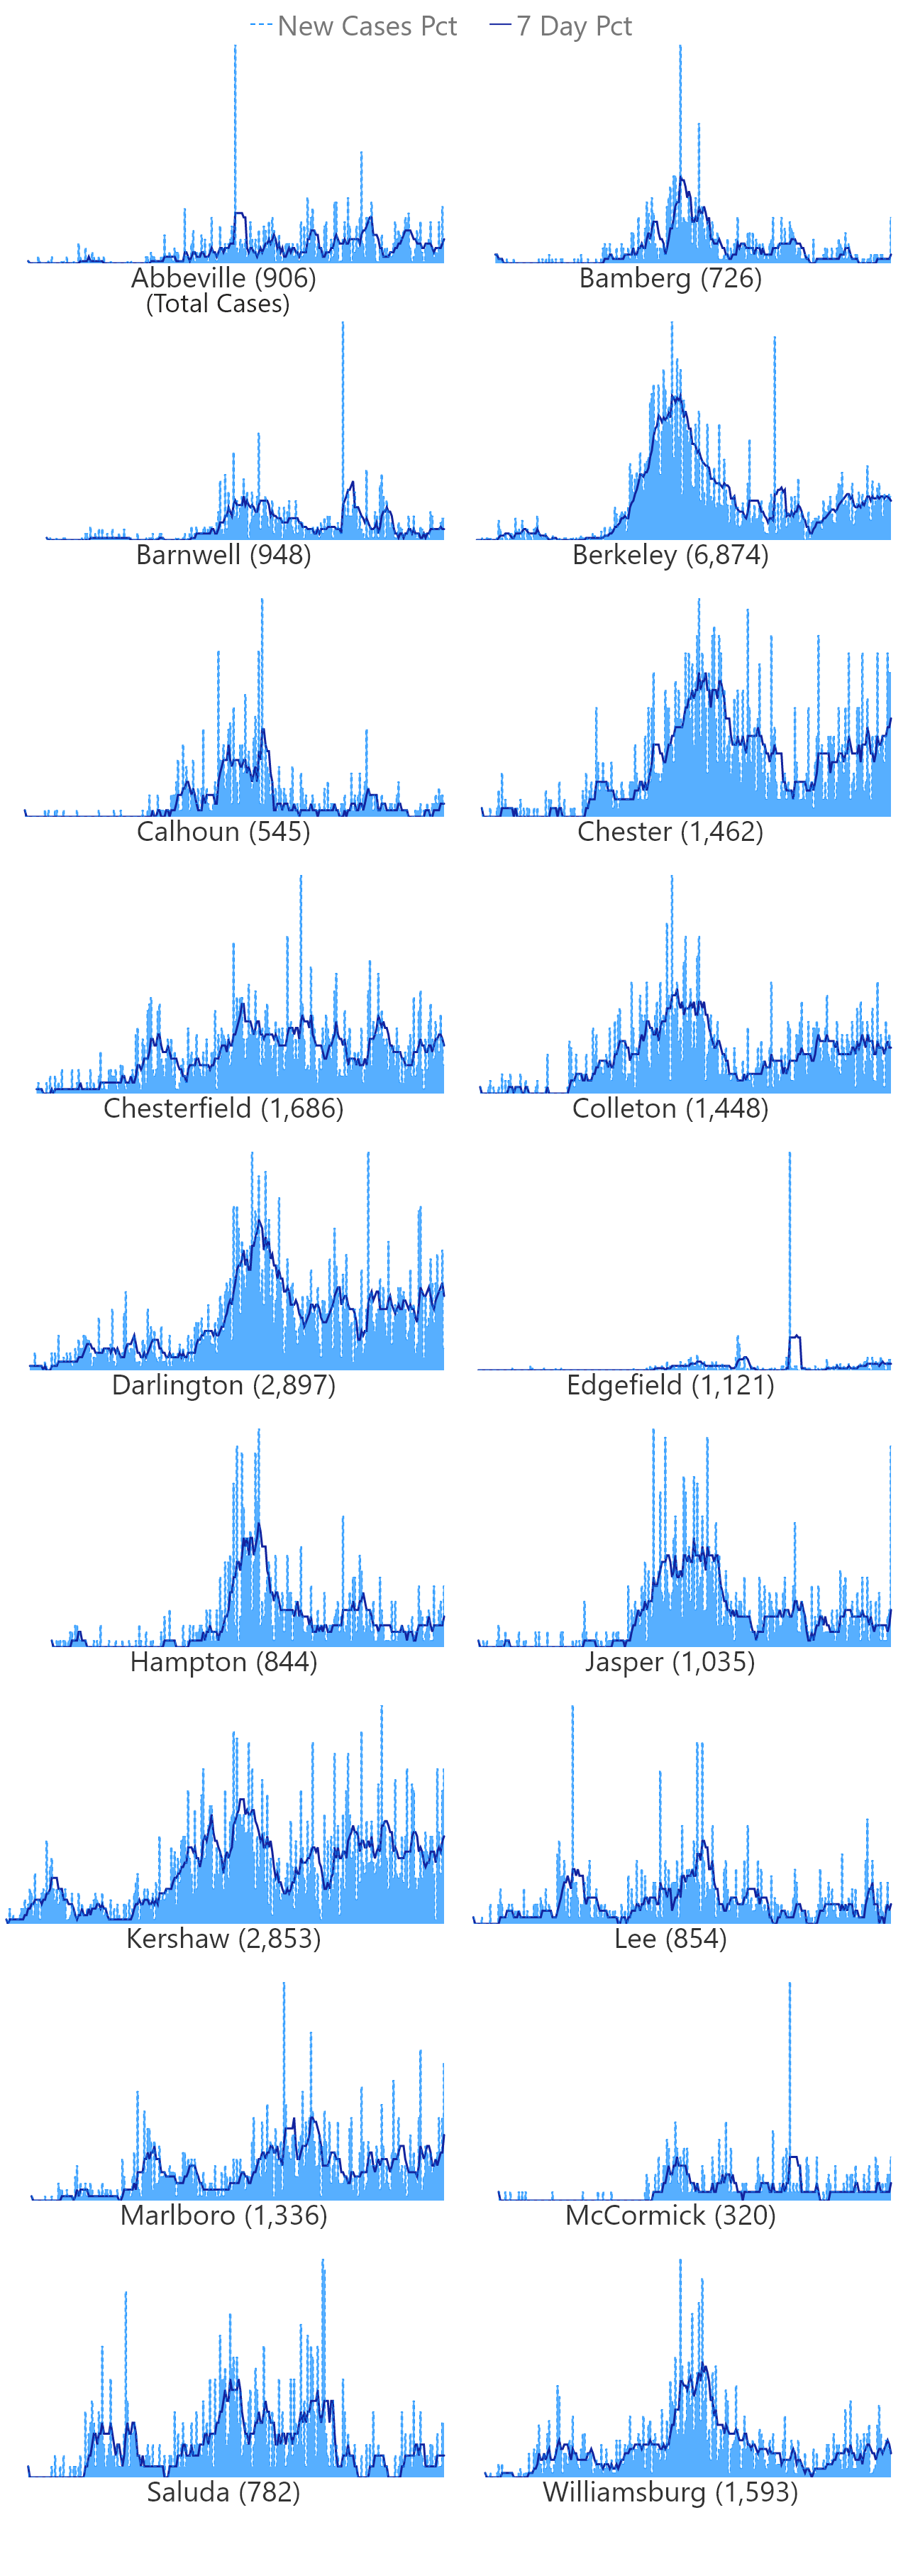 New Cases Pct 7 Day Pct
Abbeville (906) Bamberg (726)
(Total Cases)
Barnwell (948) Berkeley (6,874)
Calhoun (545) Chester (1,462)
Chesterfield (1,686) Colleton (1,448)
Darlington (2,897) Edgefield (1,121)
Hampton (844) Jasper (1,035)
Kershaw (2,853) Lee (854)
Marlboro (1,336) McCormick (320)
Saluda (782) Williamsburg (1,593)